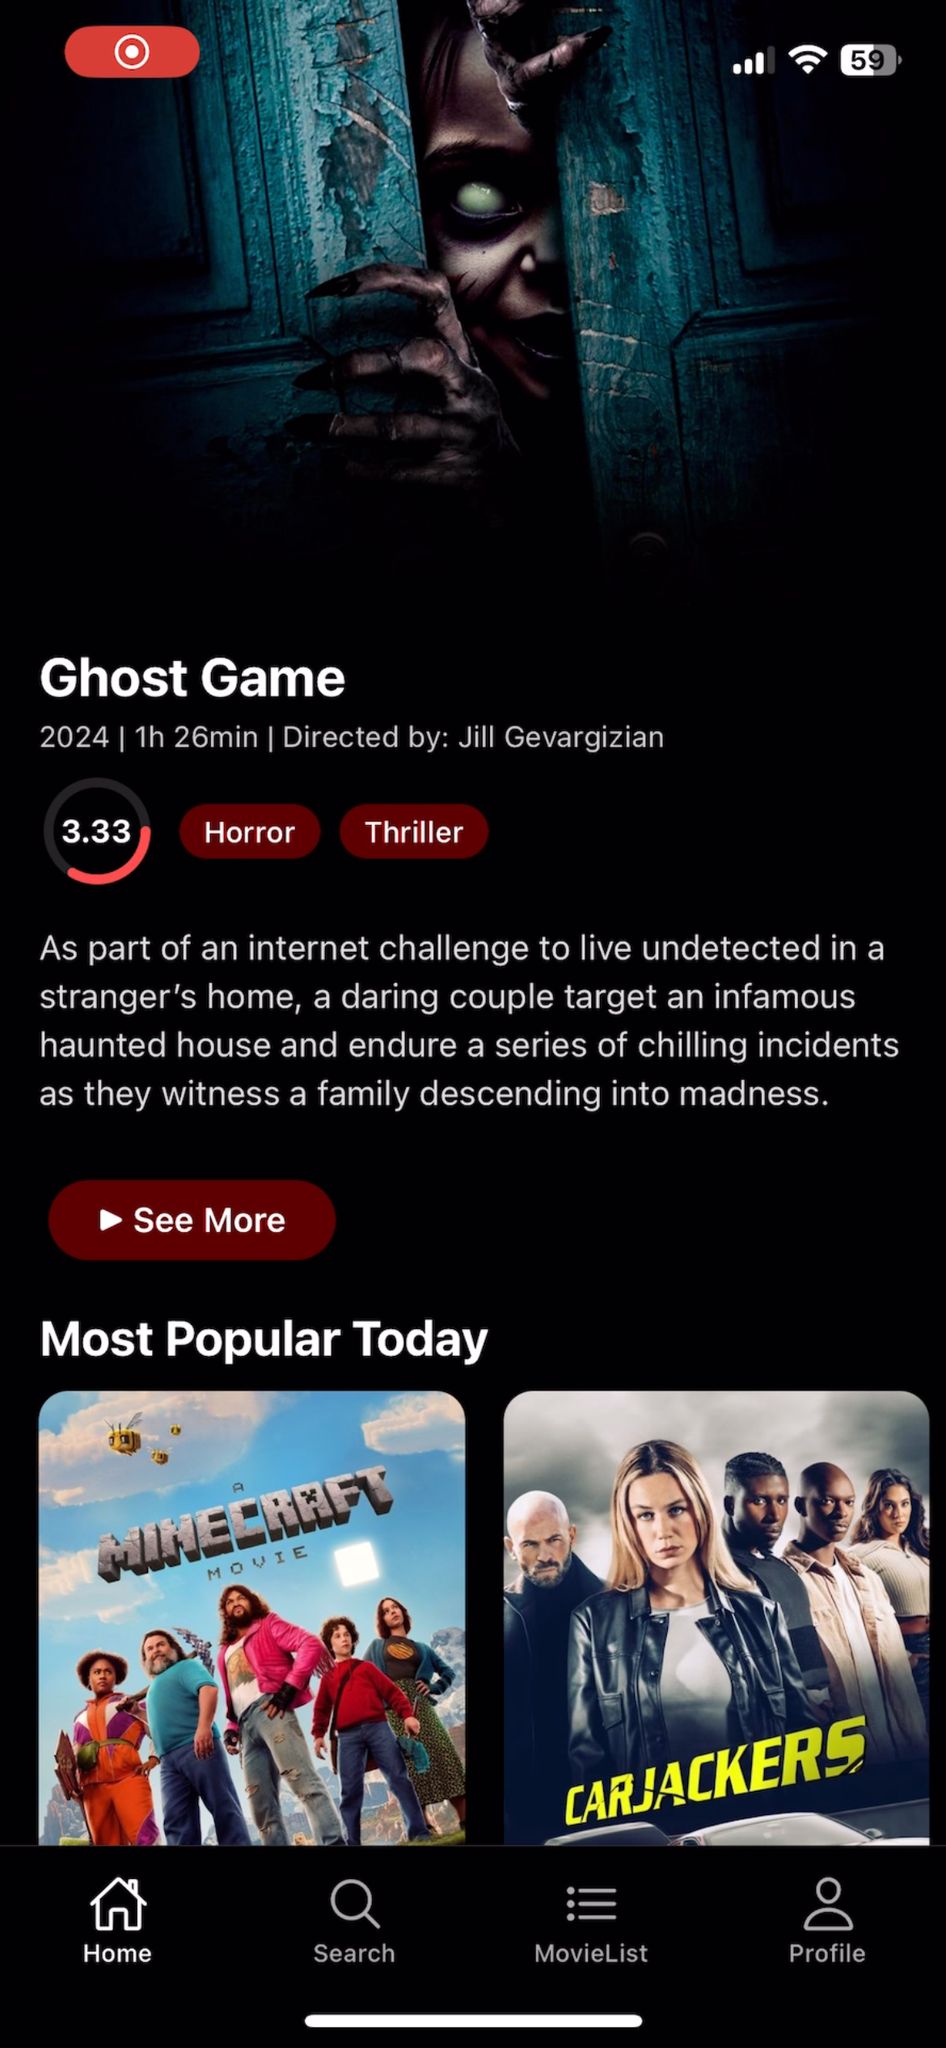 59
Ghost Game
2024 | 1h 26min | Directed by: Jill Gevargizian
3.33
Horror
Thriller
As part of an internet challenge to live undetected in a
stranger’s home, a daring couple target an infamous
haunted house and endure a series of chilling incidents
as they witness a family descending into madness.
See More
Most Popular Today
A
MINECRAFT
MOVIE
CARJACKERS
Home
Search
MovieList
Profile